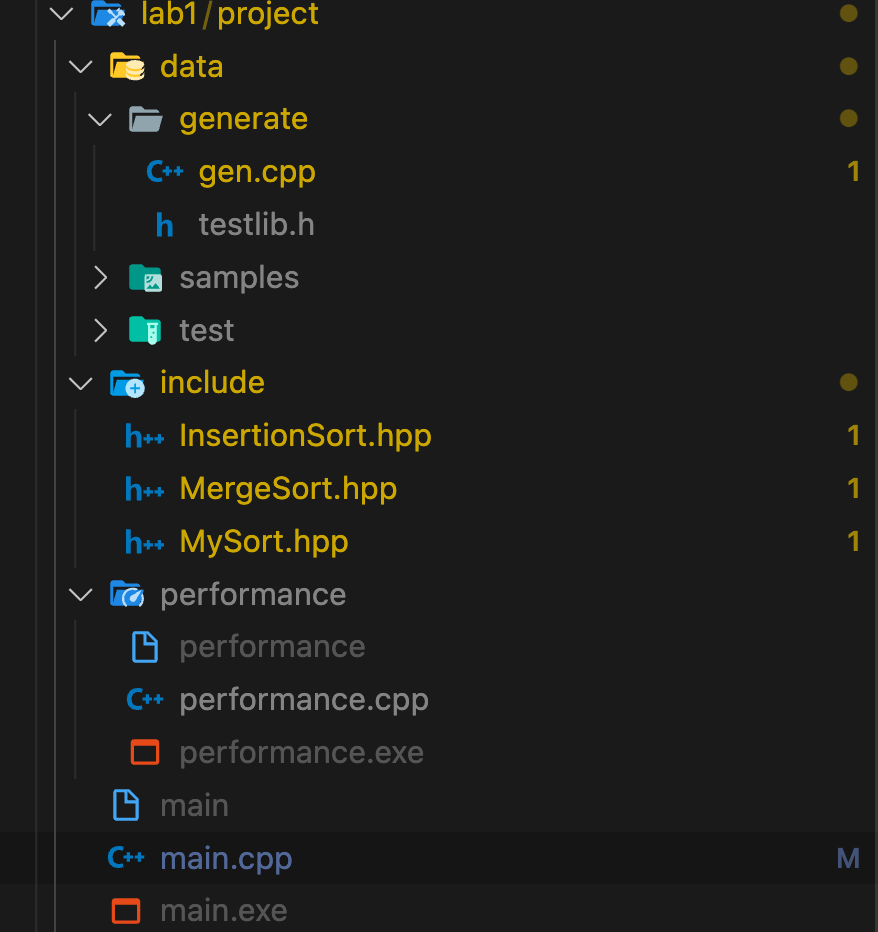 lab1/project
data
generate
C++ gen.cpp 1
h testlib.h
samples
test
include
h++ InsertionSort.hpp 1
h++ MergeSort.hpp 1
h++ MySort.hpp 1
performance
performance
C++ performance.cpp
performance.exe
main
C++ main.cpp M
main.exe